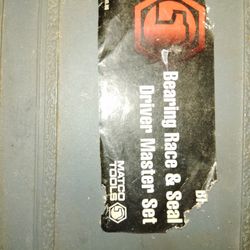 Bearing Race & Seal
Driver Master Set
MATCO
TOOLS